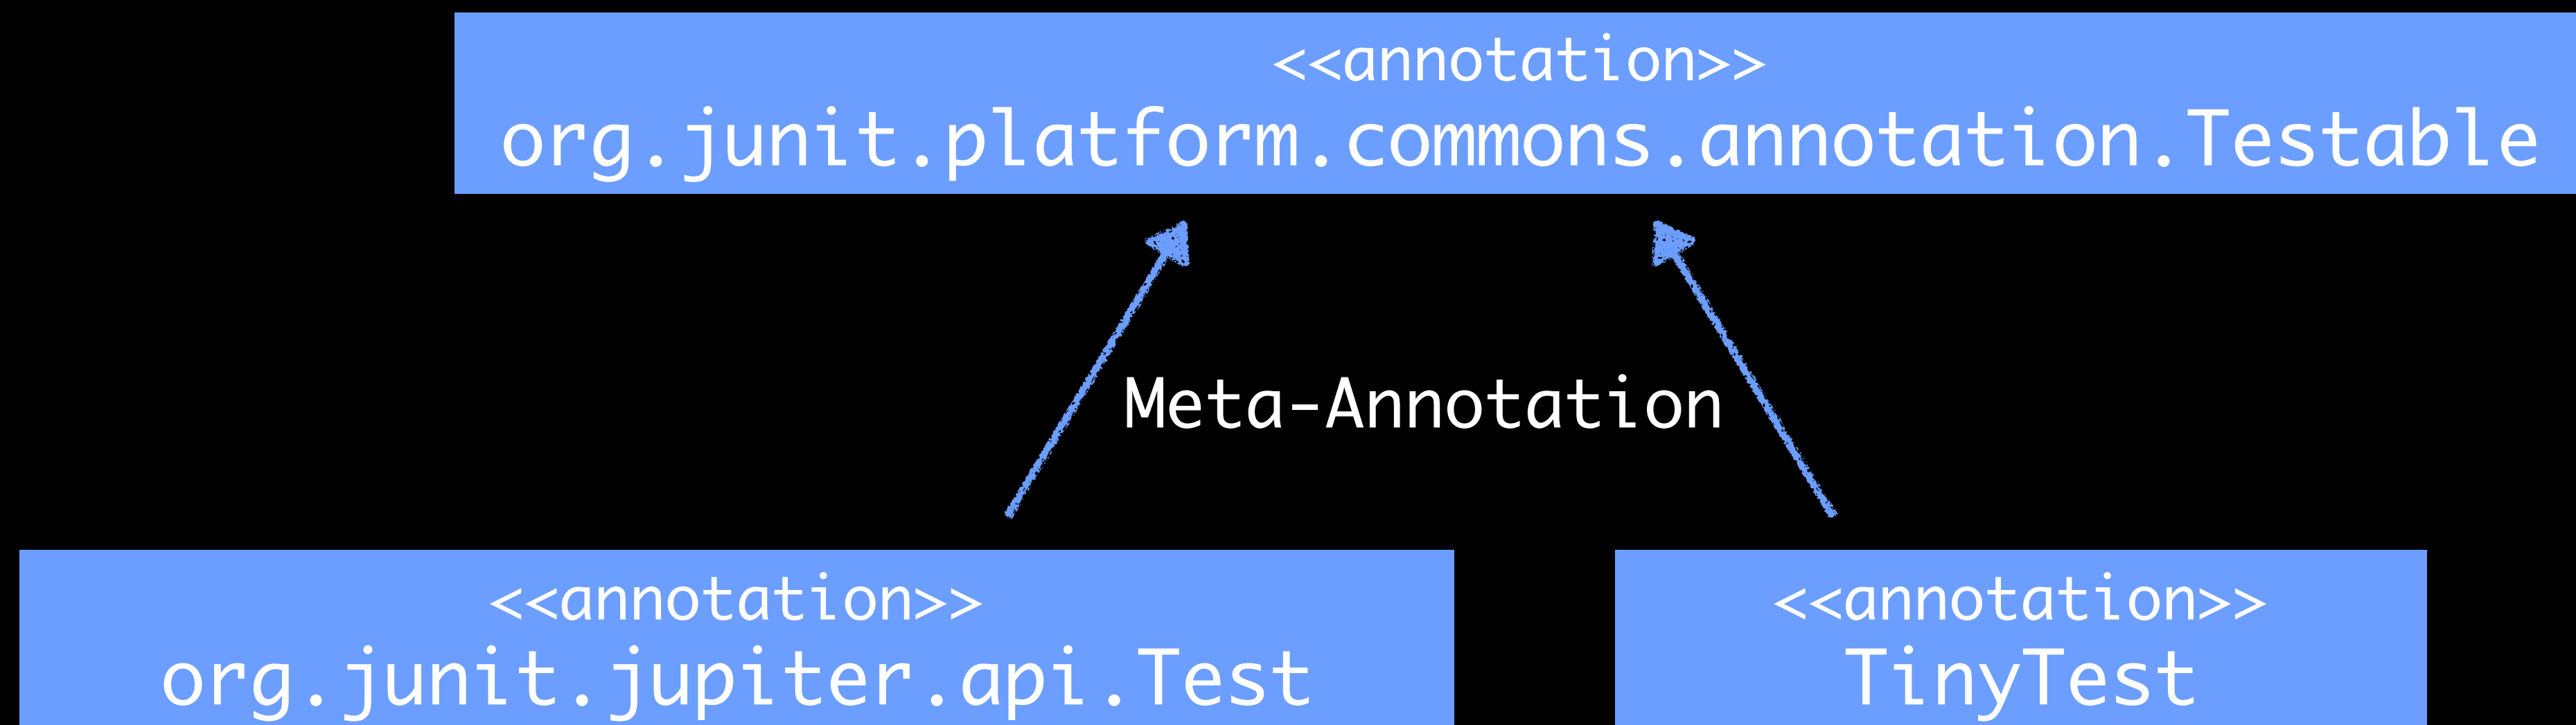 <<annotation>>
org.junit.platform.commons.annotation.Testable
Meta-Annotation
<<annotation>>
org.junit.jupiter.api.Test
<<annotation>>
TinyTest